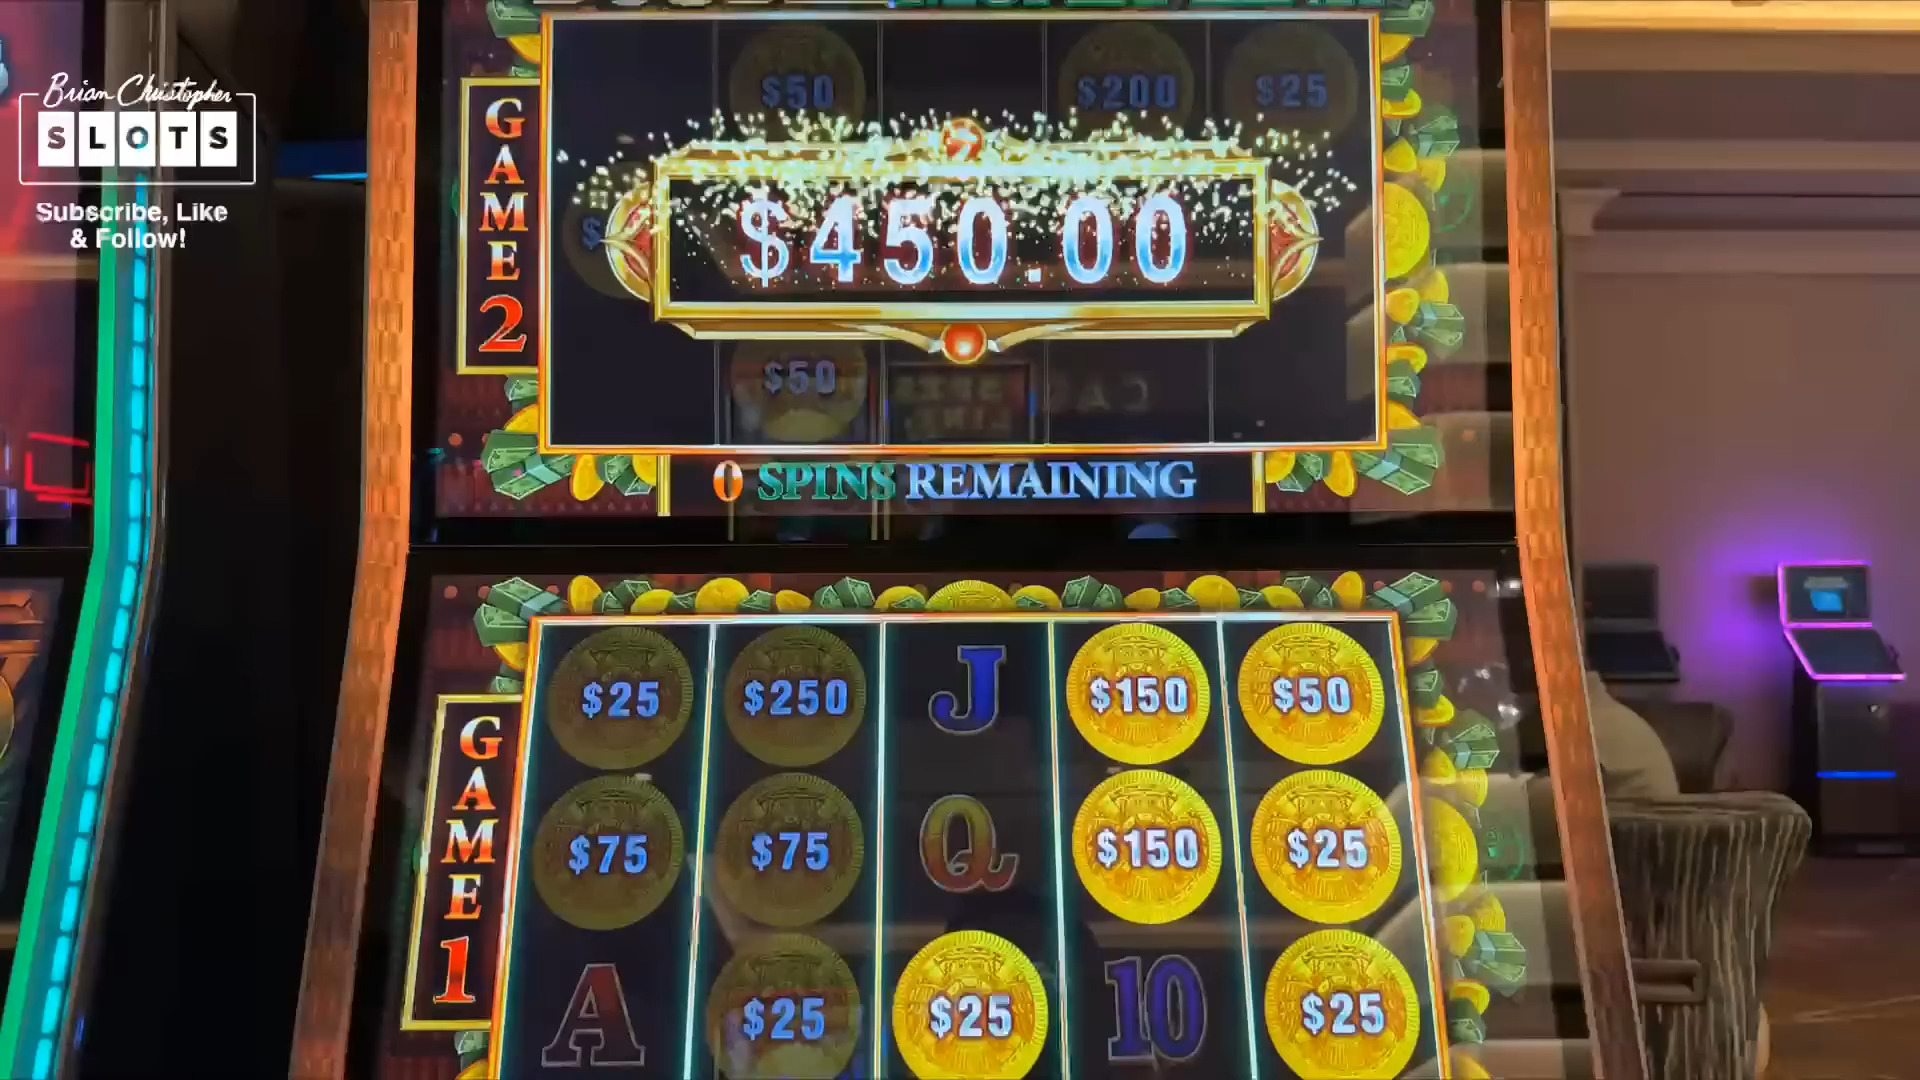 Brian Christopher
SLOTS
Subscribe, Like
& Follow!
GAME 2
$50
$200
$25
$
$450.00
$50
0 SPINS REMAINING
GAME 1
$25
$250
J
$150
$50
$75
$75
Q
$150
$25
A
$25
$25
10
$25